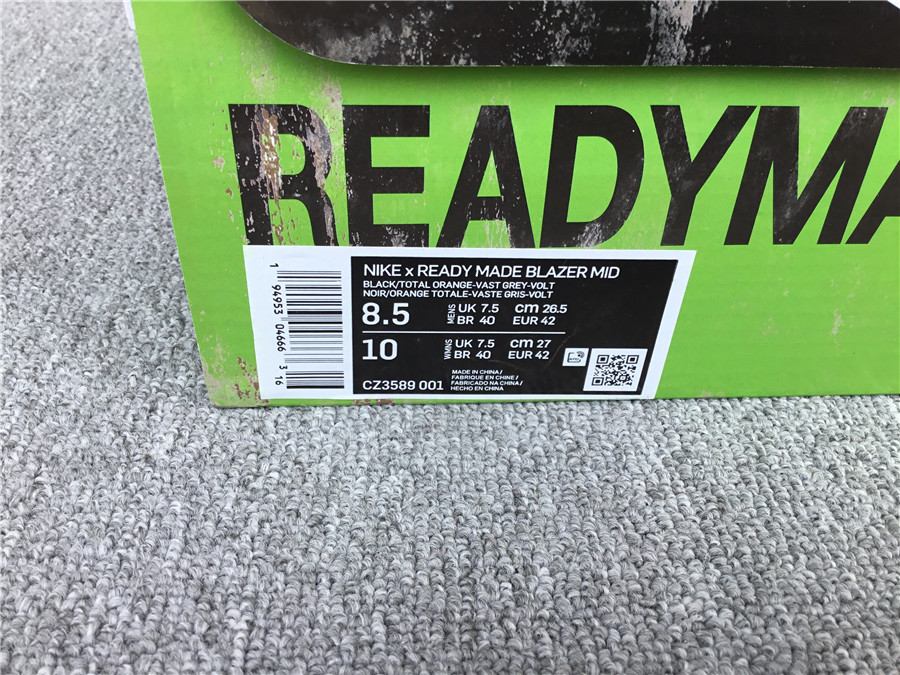 READYMA
NIKE x READY MADE BLAZER MID
BLACK/TOTAL ORANGE-VAST GREY-VOLT
NOIR/ORANGE TOTALE-VASTE GRIS-VOLT
8.5 MENS UK 7.5 cm 26.5
BR 40 EUR 42
10 WMNS UK 7.5 cm 27
BR 40 EUR 42
CZ3589 001
MADE IN CHINA /
FABRIQUE EN CHINE /
FABRICADO NA CHINA /
HECHO EN CHINA
1 94953 04666 3 16